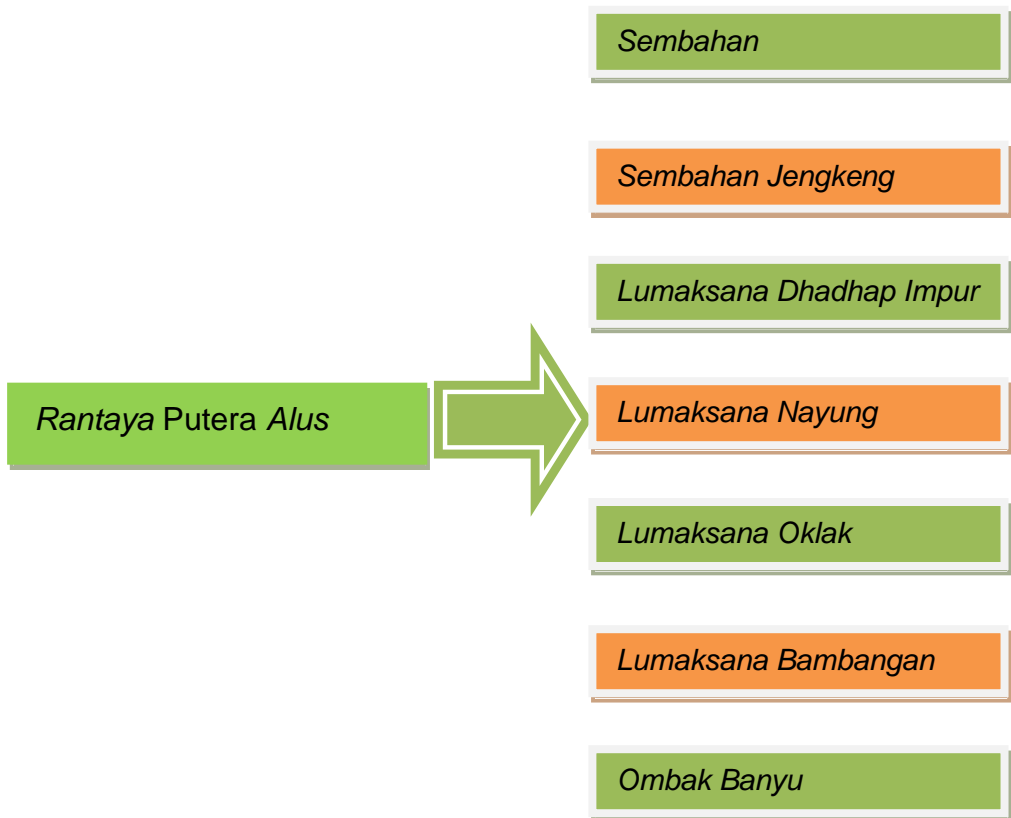 Sembahan
Sembahan Jengkeng
Lumaksana Dhadhap Impur
Rantaya Putera Alus
Lumaksana Nayung
Lumaksana Oklak
Lumaksana Bambangan
Ombak Banyu